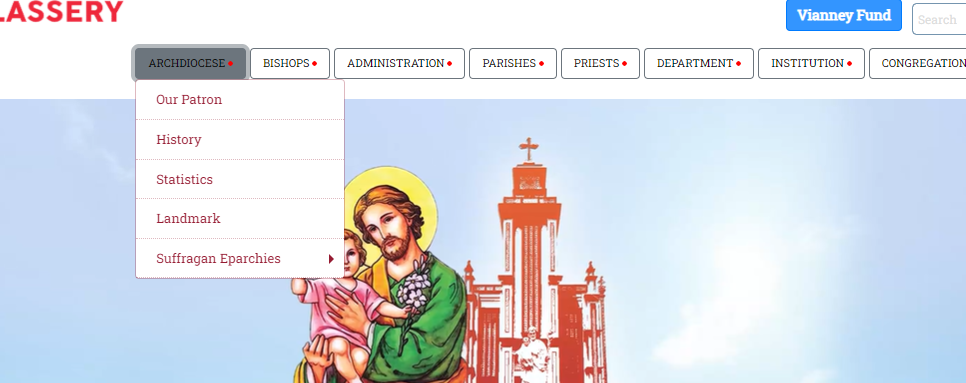 LASSERY
Vianney Fund
Search
ARCHDIOCESE
BISHOPS
ADMINISTRATION
PARISHES
PRIESTS
DEPARTMENT
INSTITUTION
CONGREGATION
Our Patron
History
Statistics
Landmark
Suffragan Eparchies